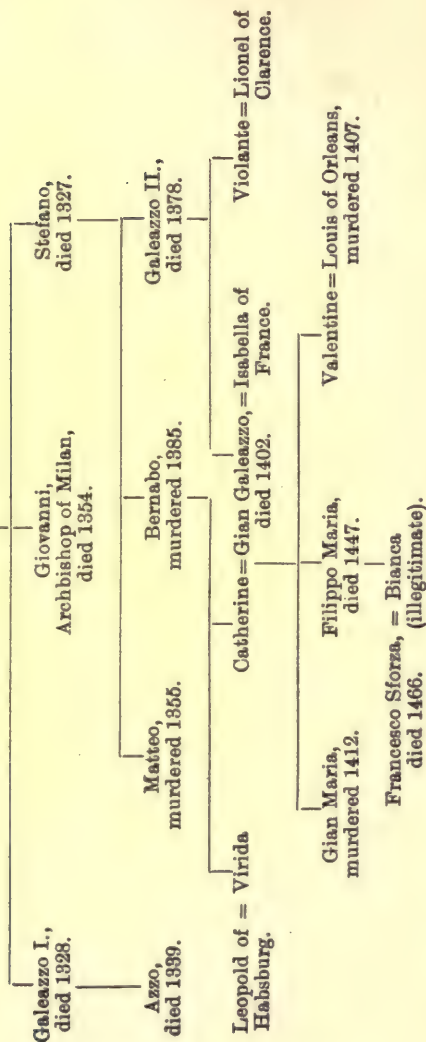 Galeazzo I.,
died 1328.
Giovanni,
Archbishop of Milan,
died 1354.
Stefano,
died 1327.
Azzo,
died 1339.
Matteo,
murdered 1355.
Bernabo,
murdered 1385.
Galeazzo II.,
died 1378.
Leopold of = Virida
Habsburg.
Catherine = Gian Galeazzo, = Isabella of
died 1402. France.
Violante = Lionel of
Clarence.
Gian Maria,
murdered 1412.
Filippo Maria,
died 1447.
Valentine = Louis of Orleans,
murdered 1407.
Francesco Sforza, = Bianca
died 1466. (illegitimate).